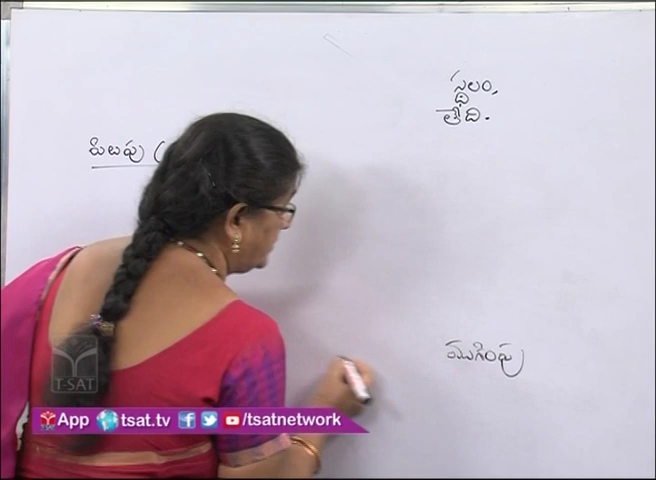 స్థలం,
తేది.
పిలుపు (
ముగింపు
T-SAT
App tsat.tv /tsatnetwork